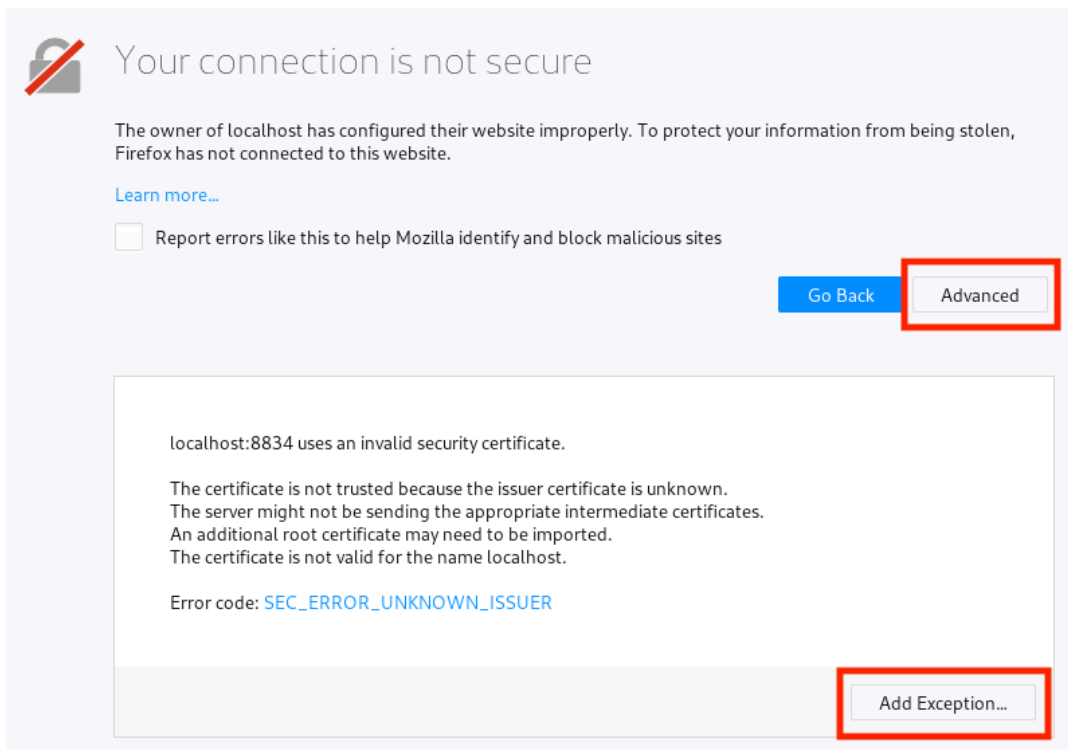 Your connection is not secure
The owner of localhost has configured their website improperly. To protect your information from being stolen,
Firefox has not connected to this website.
Learn more...
Report errors like this to help Mozilla identify and block malicious sites
Go Back
Advanced
localhost:8834 uses an invalid security certificate.
The certificate is not trusted because the issuer certificate is unknown.
The server might not be sending the appropriate intermediate certificates.
An additional root certificate may need to be imported.
The certificate is not valid for the name localhost.
Error code: SEC_ERROR_UNKNOWN_ISSUER
Add Exception...